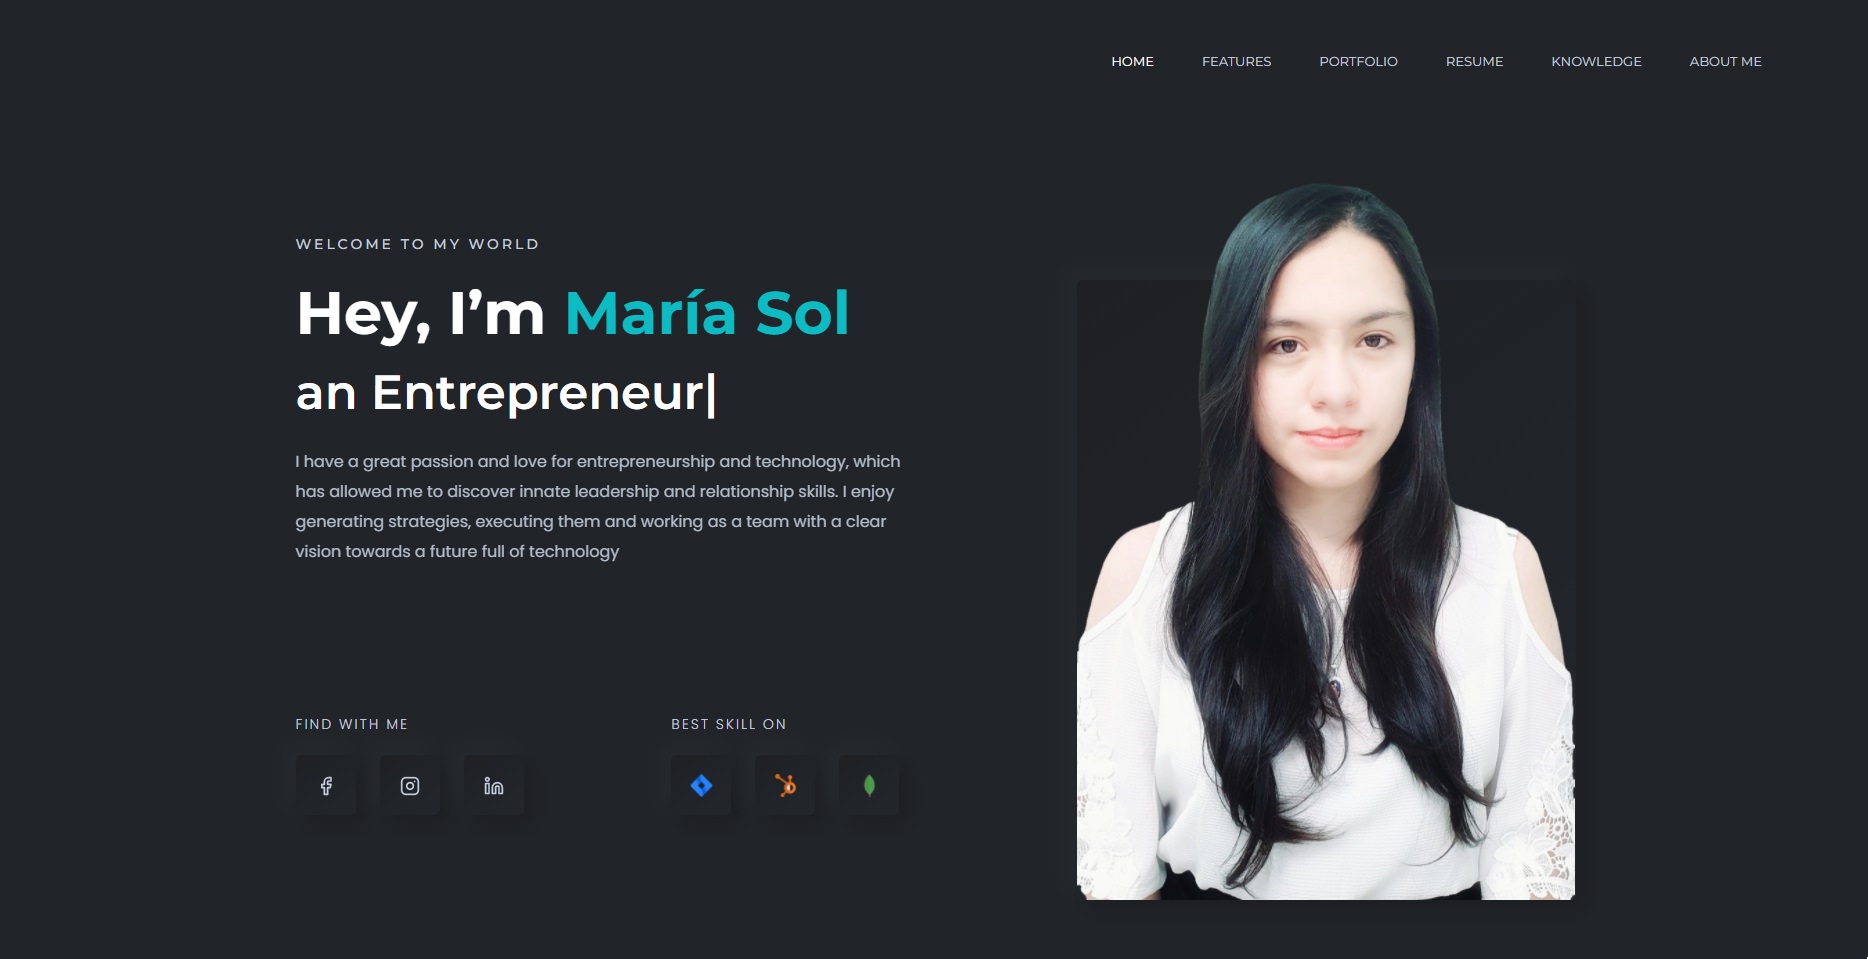 HOME FEATURES PORTFOLIO RESUME KNOWLEDGE ABOUT ME
WELCOME TO MY WORLD
Hey, I’m María Sol
an Entrepreneur|
I have a great passion and love for entrepreneurship and technology, which
has allowed me to discover innate leadership and relationship skills. I enjoy
generating strategies, executing them and working as a team with a clear
vision towards a future full of technology
FIND WITH ME
BEST SKILL ON